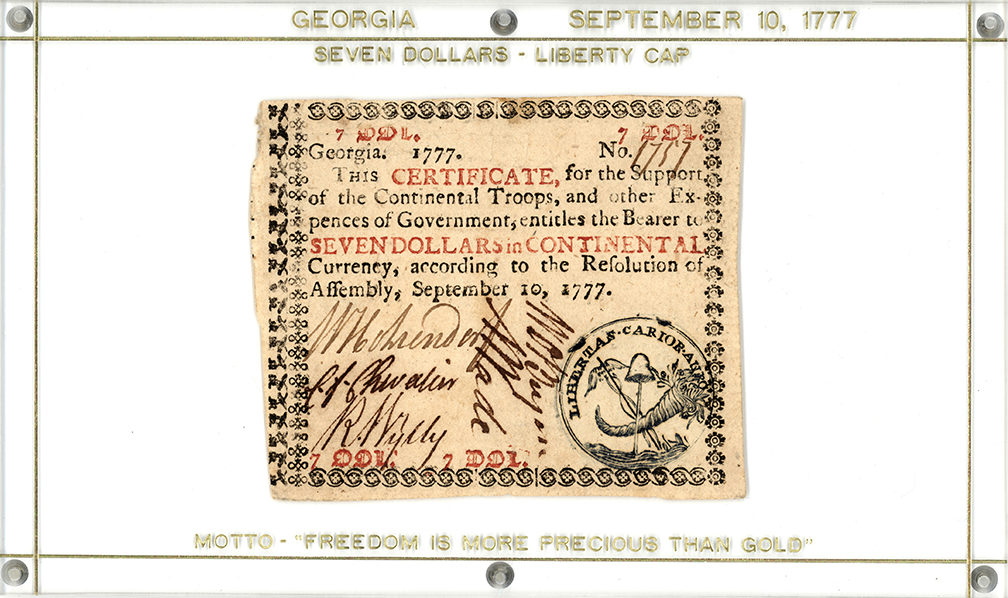 GEORGIA SEPTEMBER 10, 1777
SEVEN DOLLARS - LIBERTY CAP
7 DOL. 7 DOL.
Georgia. 1777. No. 1757
THIS CERTIFICATE, for the Support
of the Continental Troops, and other Ex-
pences of Government, entitles the Bearer to
SEVEN DOLLARS in CONTINENTAL
Currency, according to the Reſolution of
Aſſembly, September 10, 1777.
LIBERTAS · CARIOR · AURO
Wade
R. Wylly
7 DOL. 7 DOL.
MOTTO - "FREEDOM IS MORE PRECIOUS THAN GOLD"